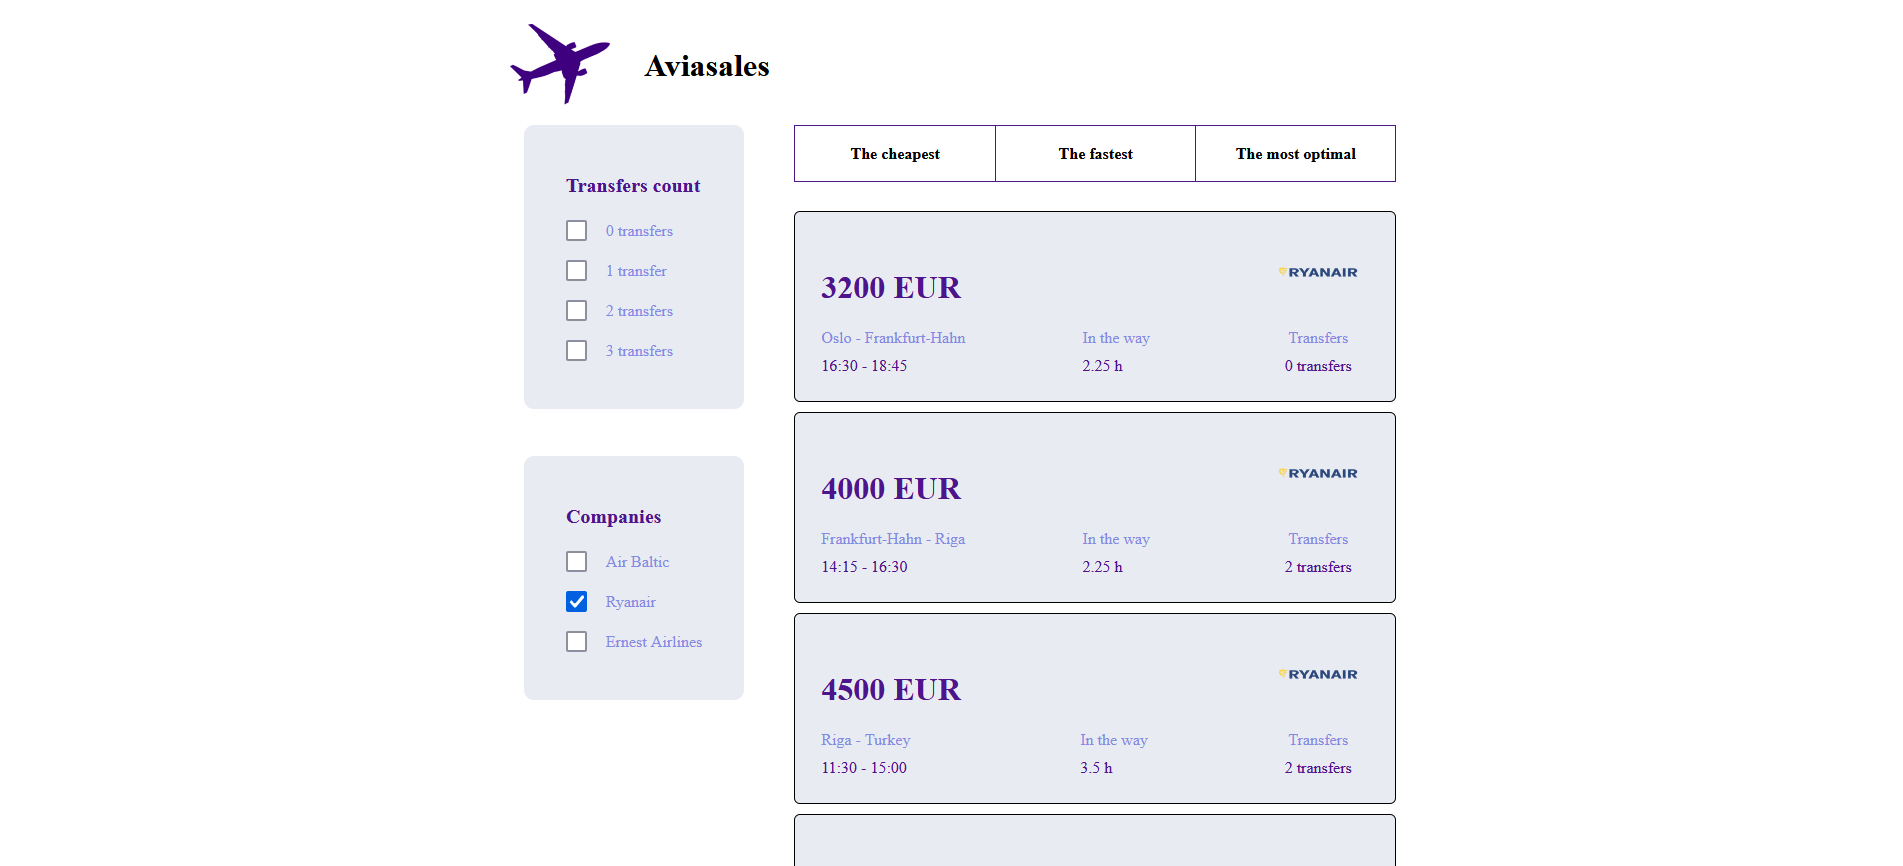 Aviasales
Transfers count
0 transfers
1 transfer
2 transfers
3 transfers
Companies
Air Baltic
Ryanair
Ernest Airlines
The cheapest
The fastest
The most optimal
RYANAIR
3200 EUR
Oslo - Frankfurt-Hahn
In the way
Transfers
16:30 - 18:45
2.25 h
0 transfers
RYANAIR
4000 EUR
Frankfurt-Hahn - Riga
In the way
Transfers
14:15 - 16:30
2.25 h
2 transfers
RYANAIR
4500 EUR
Riga - Turkey
In the way
Transfers
11:30 - 15:00
3.5 h
2 transfers